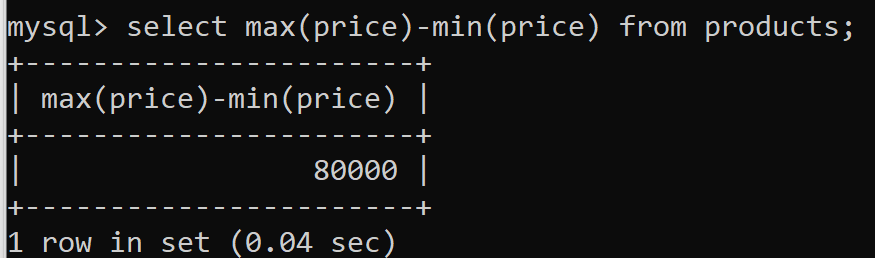 mysql> select max(price)-min(price) from products;
+-----------------------+
| max(price)-min(price) |
+-----------------------+
|                 80000 |
+-----------------------+
1 row in set (0.04 sec)